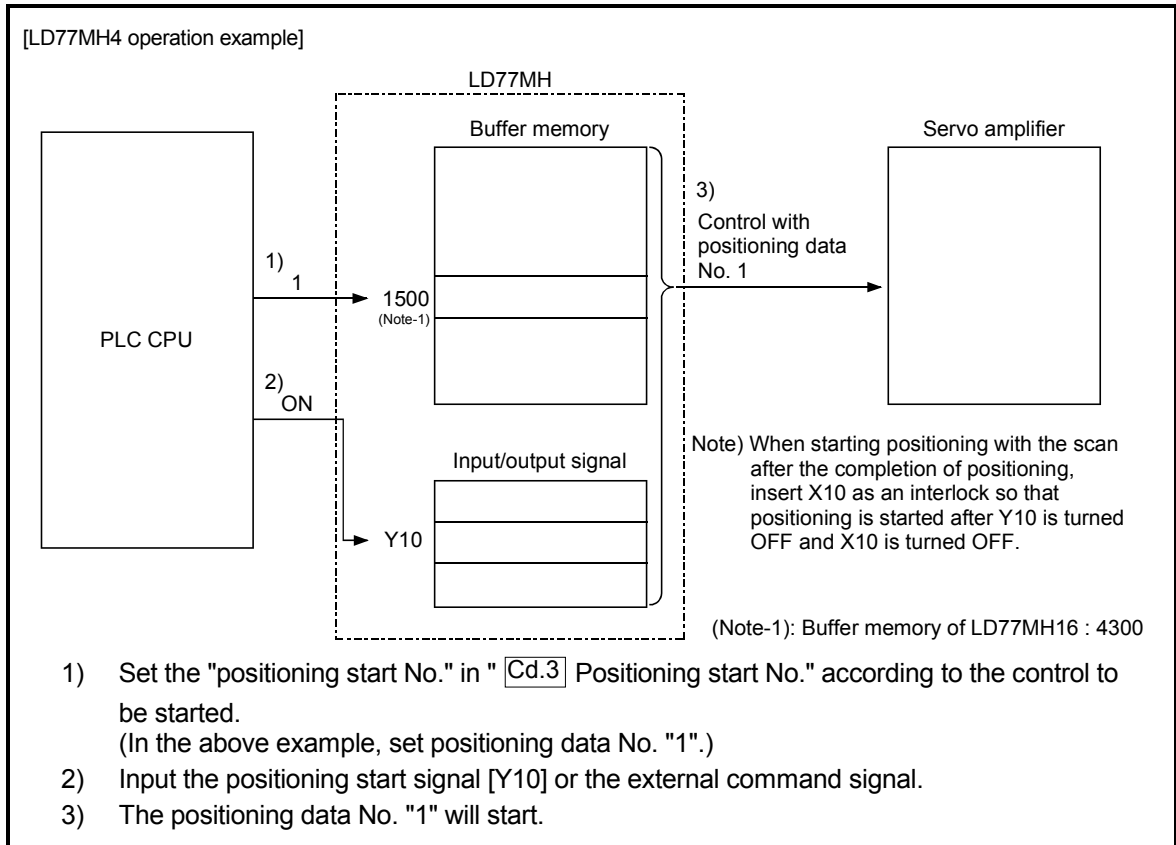 [LD77MH4 operation example]
LD77MH
Buffer memory
Servo amplifier
3)
Control with
positioning data
No. 1
1)
1
1500
(Note-1)
PLC CPU
2)
ON
Input/output signal
Y10
Note) When starting positioning with the scan
after the completion of positioning,
insert X10 as an interlock so that
positioning is started after Y10 is turned
OFF and X10 is turned OFF.
(Note-1): Buffer memory of LD77MH16 : 4300
1) Set the "positioning start No." in " Cd.3 Positioning start No." according to the control to
be started.
(In the above example, set positioning data No. "1".)
2) Input the positioning start signal [Y10] or the external command signal.
3) The positioning data No. "1" will start.